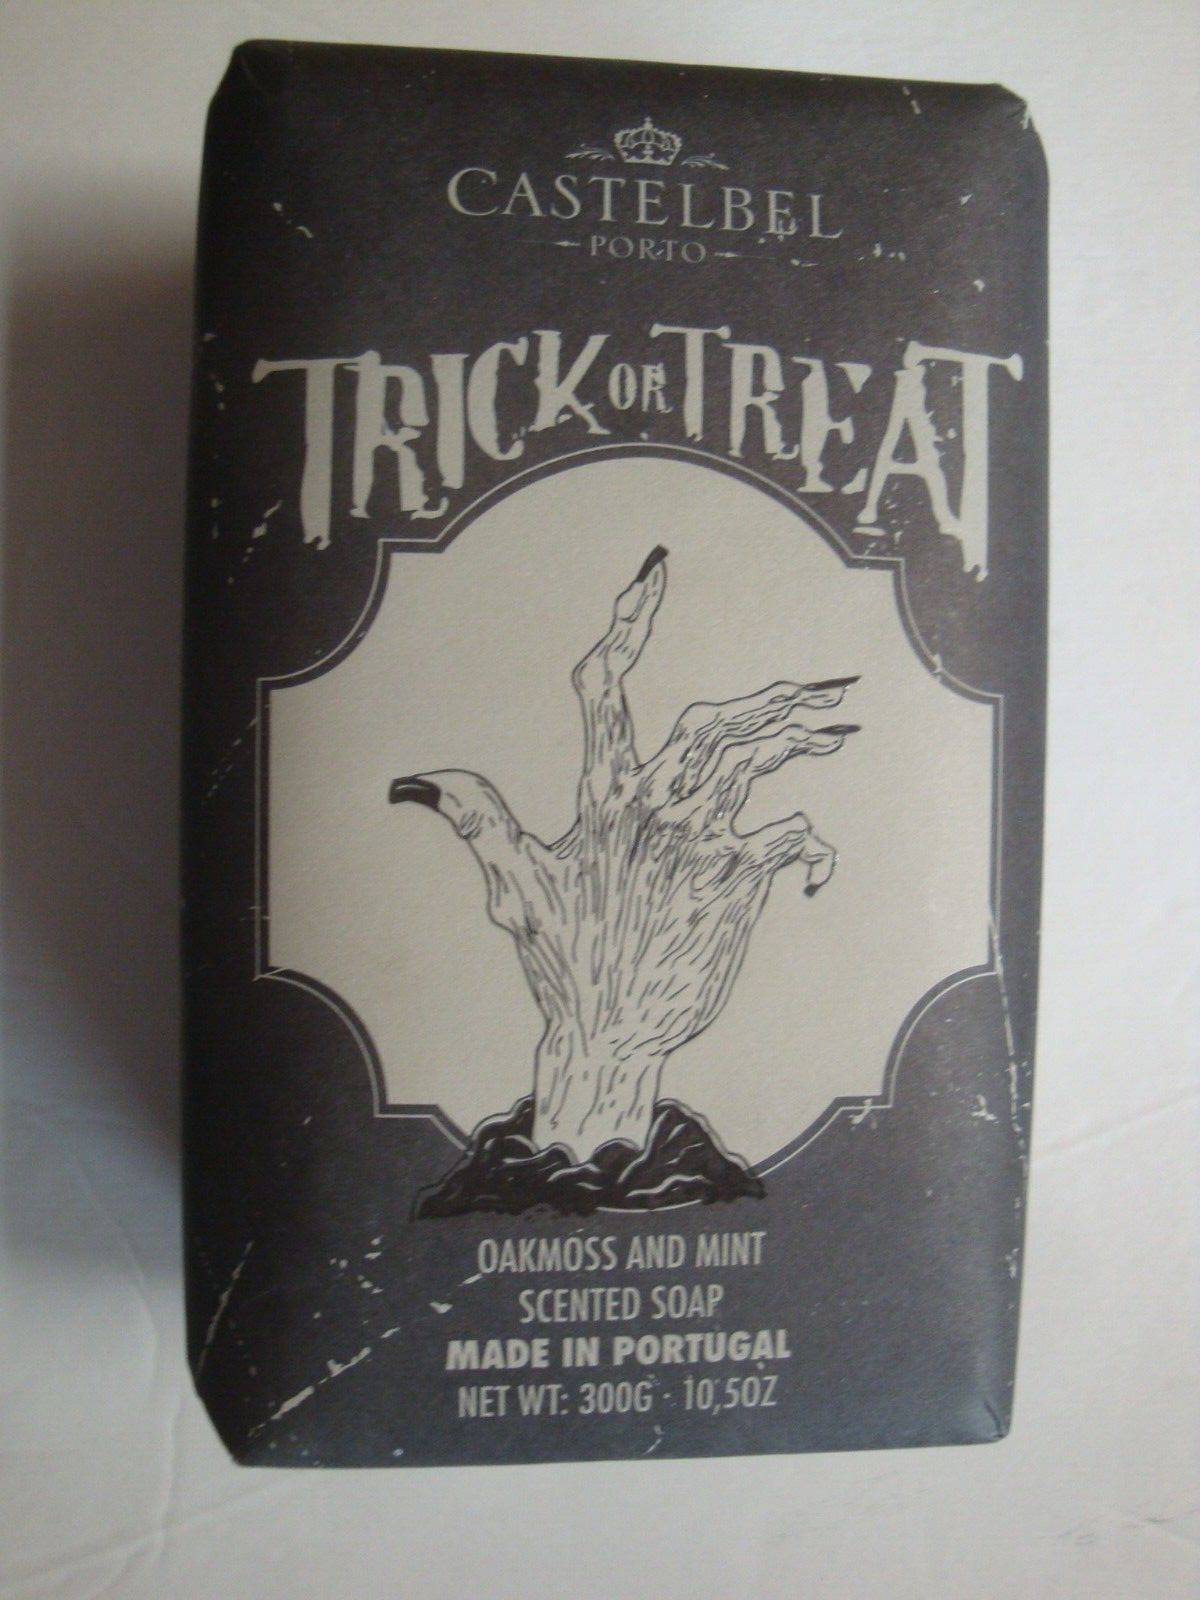 CASTELBEL
PORTO
TRICK OR TREAT
OAKMOSS AND MINT
SCENTED SOAP
MADE IN PORTUGAL
NET WT: 300G - 10,5OZ